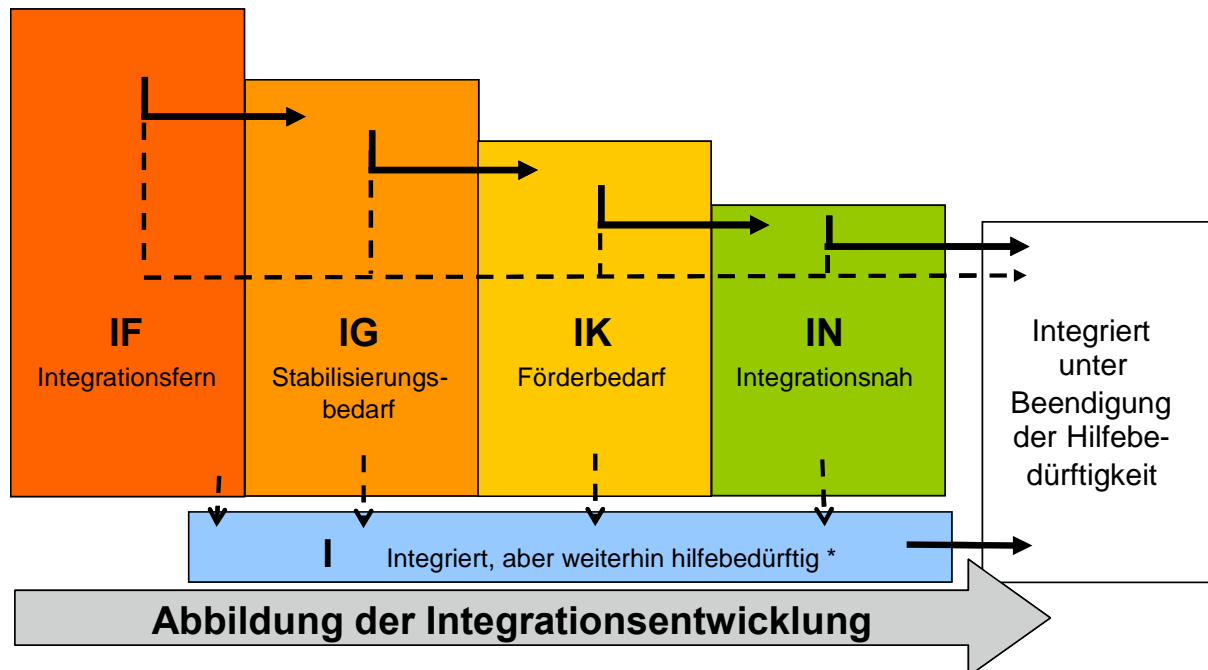 IF
Integrationsfern
IG
Stabilisierungs-
bedarf
IK
Förderbedarf
IN
Integrationsnah
Integriert
unter
Beendigung
der Hilfebe-
dürftigkeit
I Integriert, aber weiterhin hilfebedürftig *
Abbildung der Integrationsentwicklung